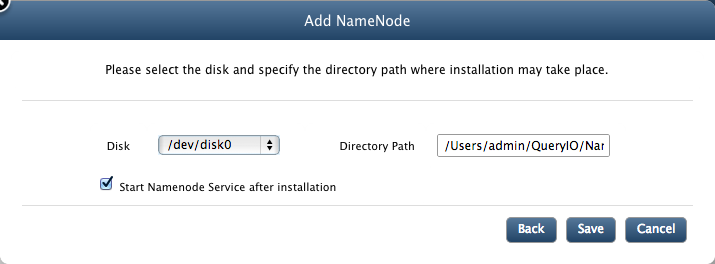 Add NameNode
Please select the disk and specify the directory path where installation may take place.
Disk /dev/disk0 Directory Path /Users/admin/QueryIO/Nar
Start Namenode Service after installation
Back Save Cancel